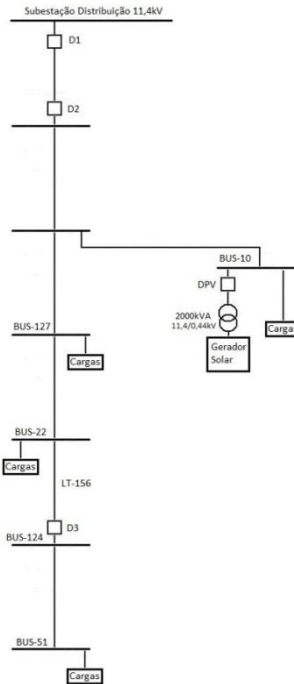 Subestação Distribuição 11,4kV
D1
D2
BUS-10
DPV
2000kVA
11,4/0,44kV
Cargas
Gerador
Solar
BUS-127
Cargas
BUS-22
Cargas
LT-156
D3
BUS-124
BUS-51
Cargas